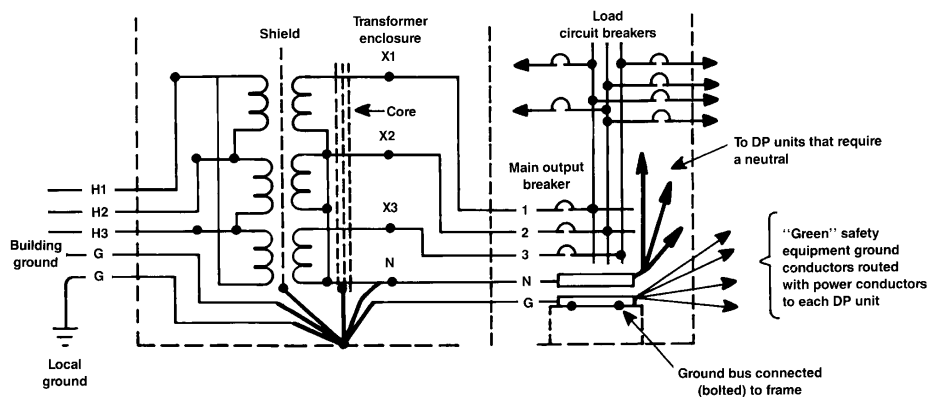 Shield
Transformer
enclosure
X1
Core
X2
X3
N
H1
H2
H3
Building
ground
G
G
Local
ground
Load
circuit breakers
To DP units that require
a neutral
Main output
breaker
1
2
3
N
G
"Green" safety
equipment ground
conductors routed
with power conductors
to each DP unit
Ground bus connected
(bolted) to frame